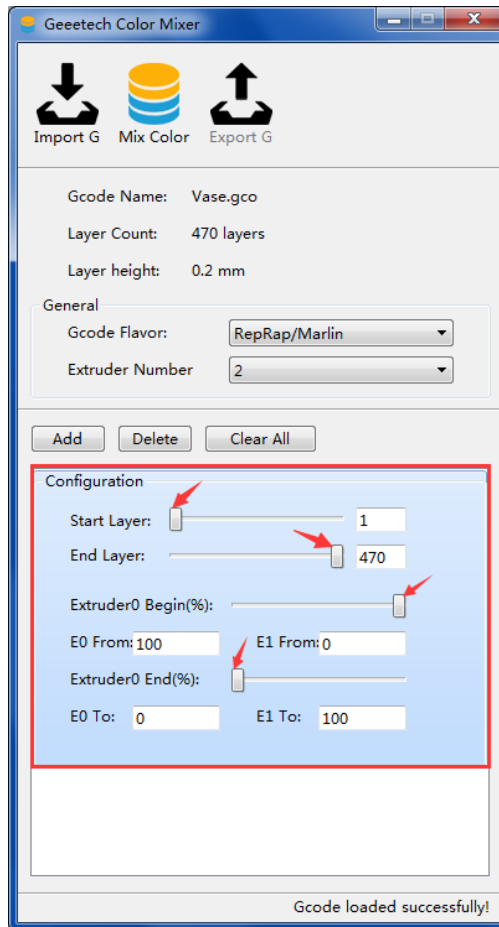 Geeetech Color Mixer
Import G Mix Color Export G
Gcode Name: Vase.gco
Layer Count: 470 layers
Layer height: 0.2 mm
General
Gcode Flavor: RepRap/Marlin
Extruder Number 2
Add Delete Clear All
Configuration
Start Layer: 1
End Layer: 470
Extruder0 Begin(%):
E0 From: 100 E1 From: 0
Extruder0 End(%):
E0 To: 0 E1 To: 100
Gcode loaded successfully!